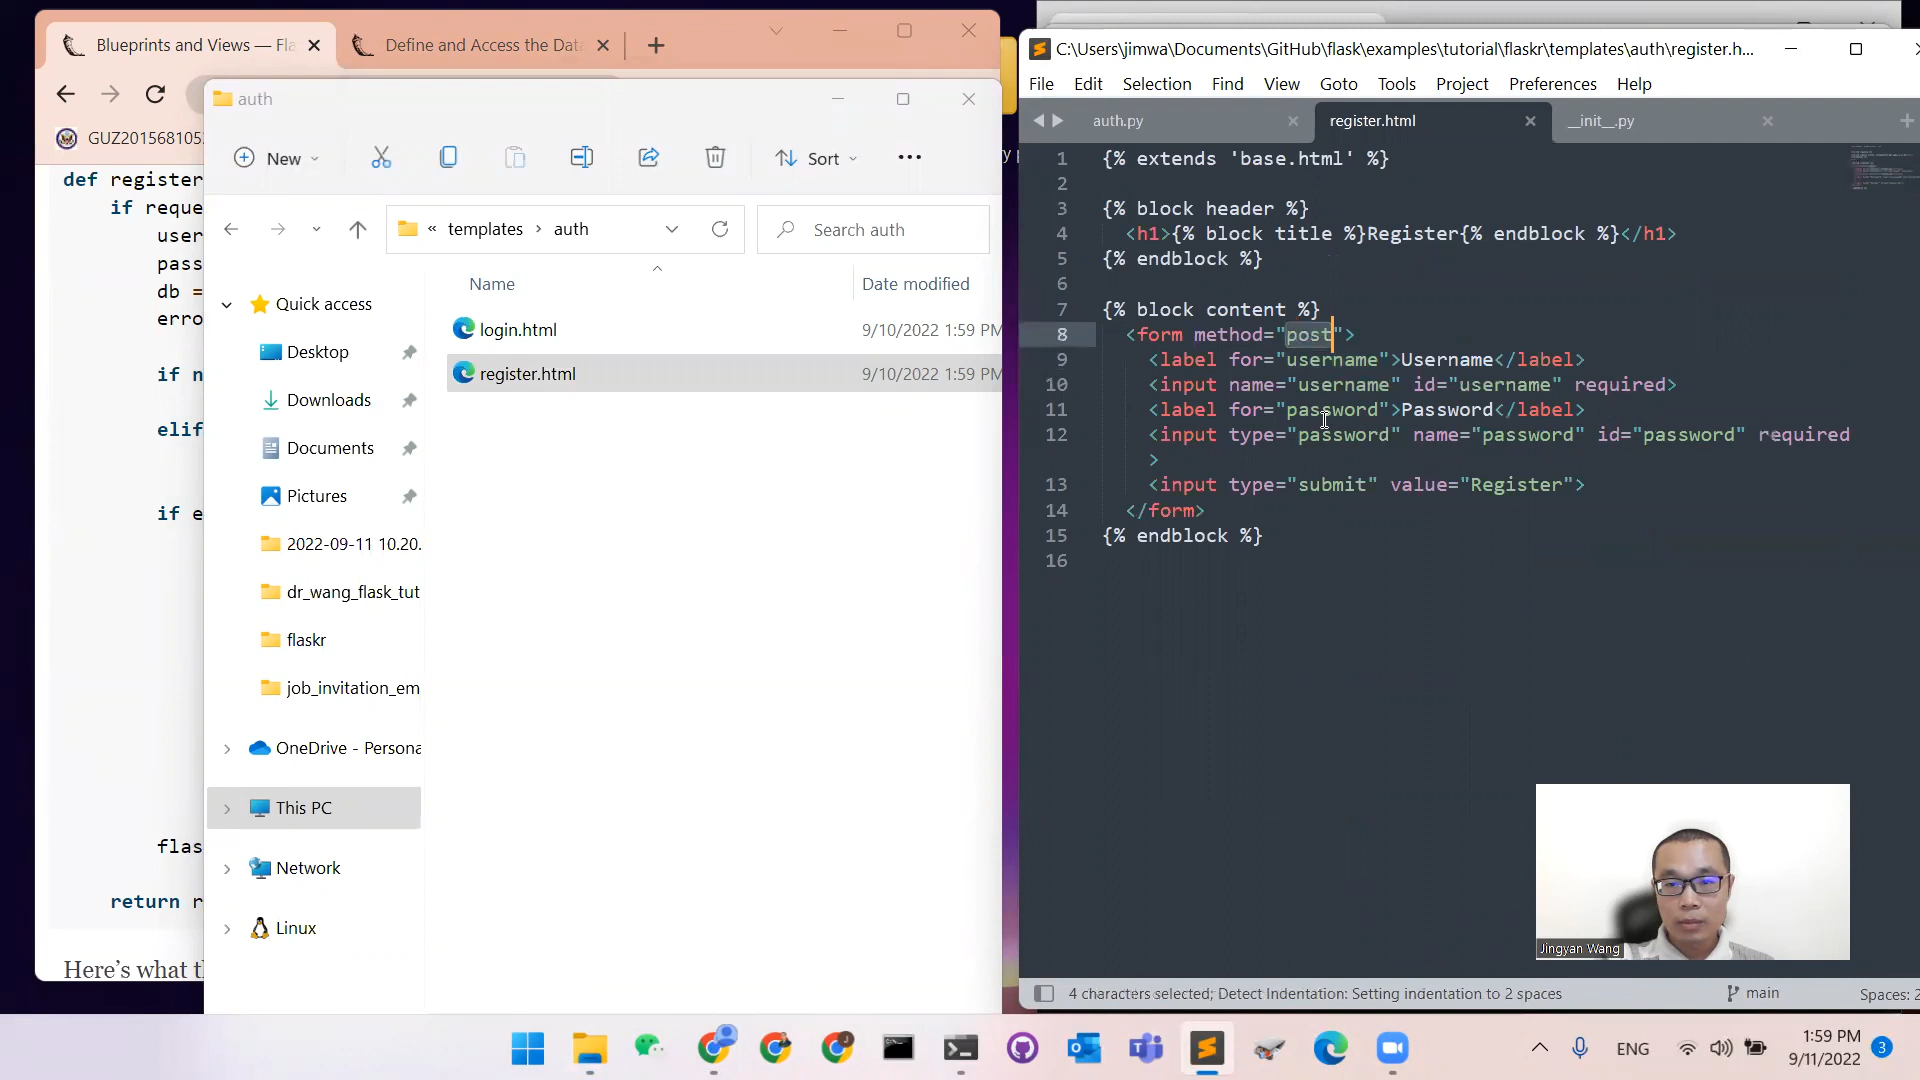 Blueprints and Views — Fla
Define and Access the Data
GUZ201568105
def register
if reque
user
pass
db =
erro
if n
elif
if e
flas
return r
Here's what th
auth
New
Sort
« templates › auth
Search auth
Name
Date modified
login.html
9/10/2022 1:59 PM
register.html
9/10/2022 1:59 PM
Quick access
Desktop
Downloads
Documents
Pictures
2022-09-11 10.20.
dr_wang_flask_tut
flaskr
job_invitation_em
OneDrive - Persona
This PC
Network
Linux
C:\Users\jimwa\Documents\GitHub\flask\examples\tutorial\flaskr\templates\auth\register.h...
File Edit Selection Find View Goto Tools Project Preferences Help
auth.py
register.html
__init__.py
1 {% extends 'base.html' %}
2
3 {% block header %}
4 <h1>{% block title %}Register{% endblock %}</h1>
5 {% endblock %}
6
7 {% block content %}
8 <form method="post">
9 <label for="username">Username</label>
10 <input name="username" id="username" required>
11 <label for="password">Password</label>
12 <input type="password" name="password" id="password" required
>
13 <input type="submit" value="Register">
14 </form>
15 {% endblock %}
16
Jingyan Wang
4 characters selected; Detect Indentation: Setting indentation to 2 spaces
main
Spaces: 2
ENG
1:59 PM
9/11/2022
3